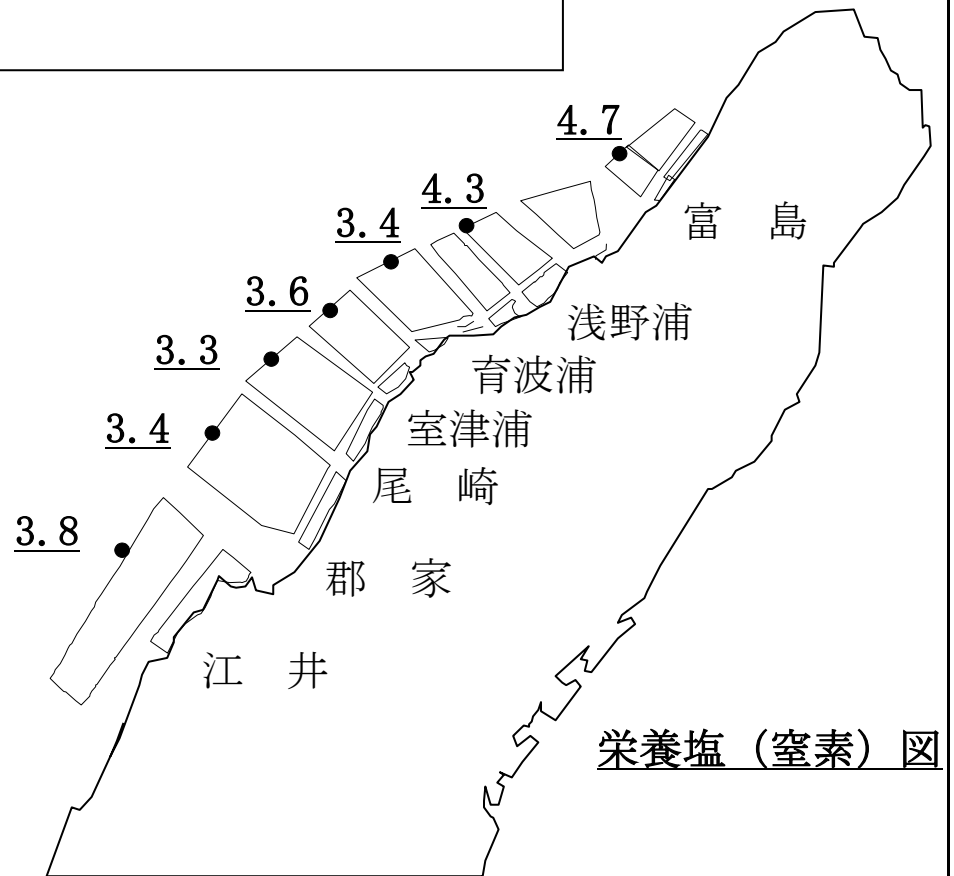 4.7
4.3
3.4
3.6
3.3
3.4
3.8
富　島
浅野浦
育波浦
室津浦
尾　崎
郡　家
江　井
栄養塩（窒素）図